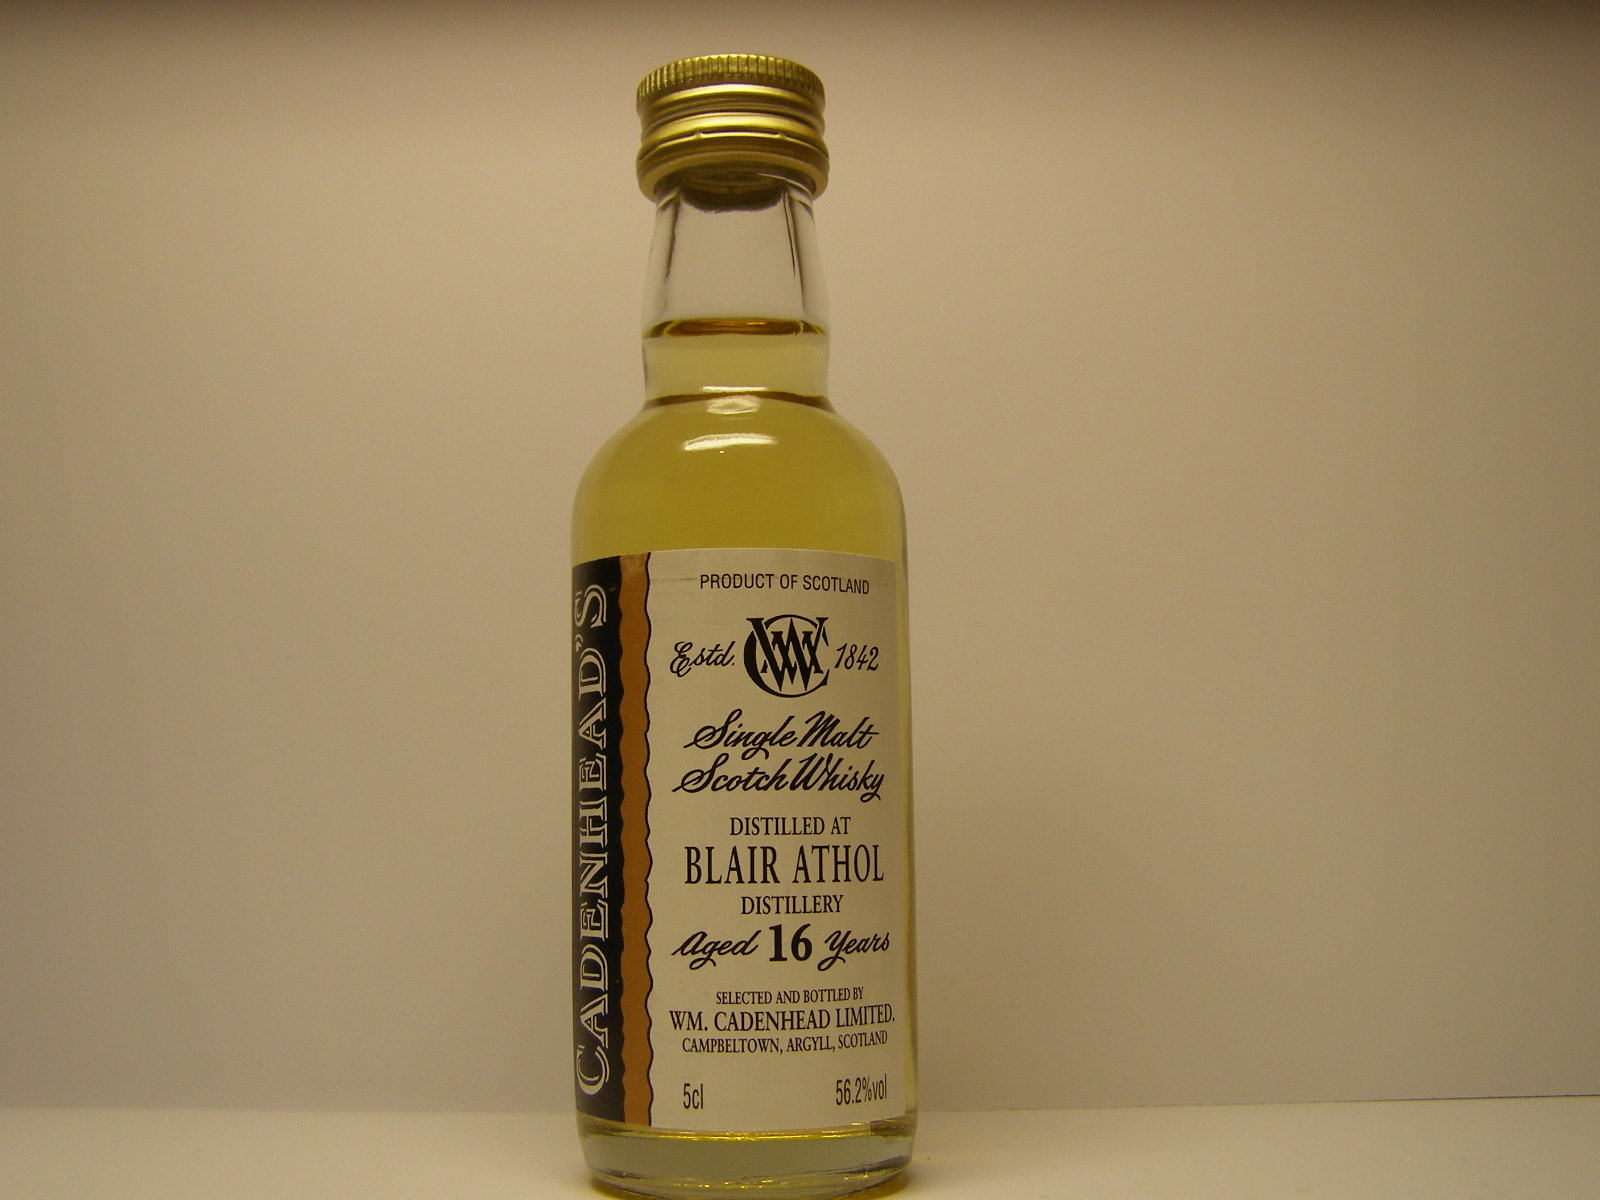 CADENHEAD'S
PRODUCT OF SCOTLAND
Estd. WC 1842
Single Malt
Scotch Whisky
DISTILLED AT
BLAIR ATHOL
DISTILLERY
Aged 16 Years
SELECTED AND BOTTLED BY
WM. CADENHEAD LIMITED.
CAMPBELTOWN, ARGYLL, SCOTLAND
5cl 56.2%vol